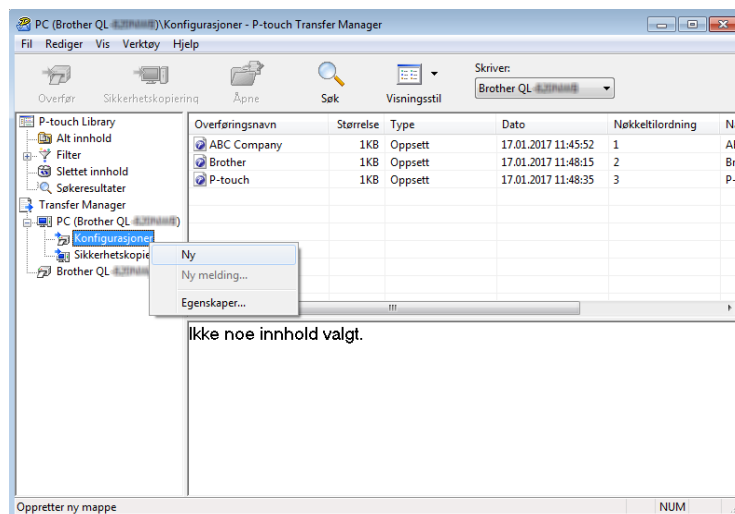 PC (Brother QL-)\Konfigurasjoner - P-touch Transfer Manager
Fil Rediger Vis Verktøy Hjelp
Overfør Sikkerhetskopiering Åpne Søk Visningsstil
Skriver:
Brother QL
P-touch Library
Alt innhold
Filter
Slettet innhold
Søkeresultater
Transfer Manager
PC (Brother QL)
Konfigurasjoner
Sikkerhetskopie
Brother QL
Overføringsnavn Størrelse Type Dato Nøkkeltilordning
ABC Company 1KB Oppsett 17.01.2017 11:45:52 1
Brother 1KB Oppsett 17.01.2017 11:48:15 2
P-touch 1KB Oppsett 17.01.2017 11:48:35 3
Ny
Ny melding...
Egenskaper...
Ikke noe innhold valgt.
Oppretter ny mappe NUM